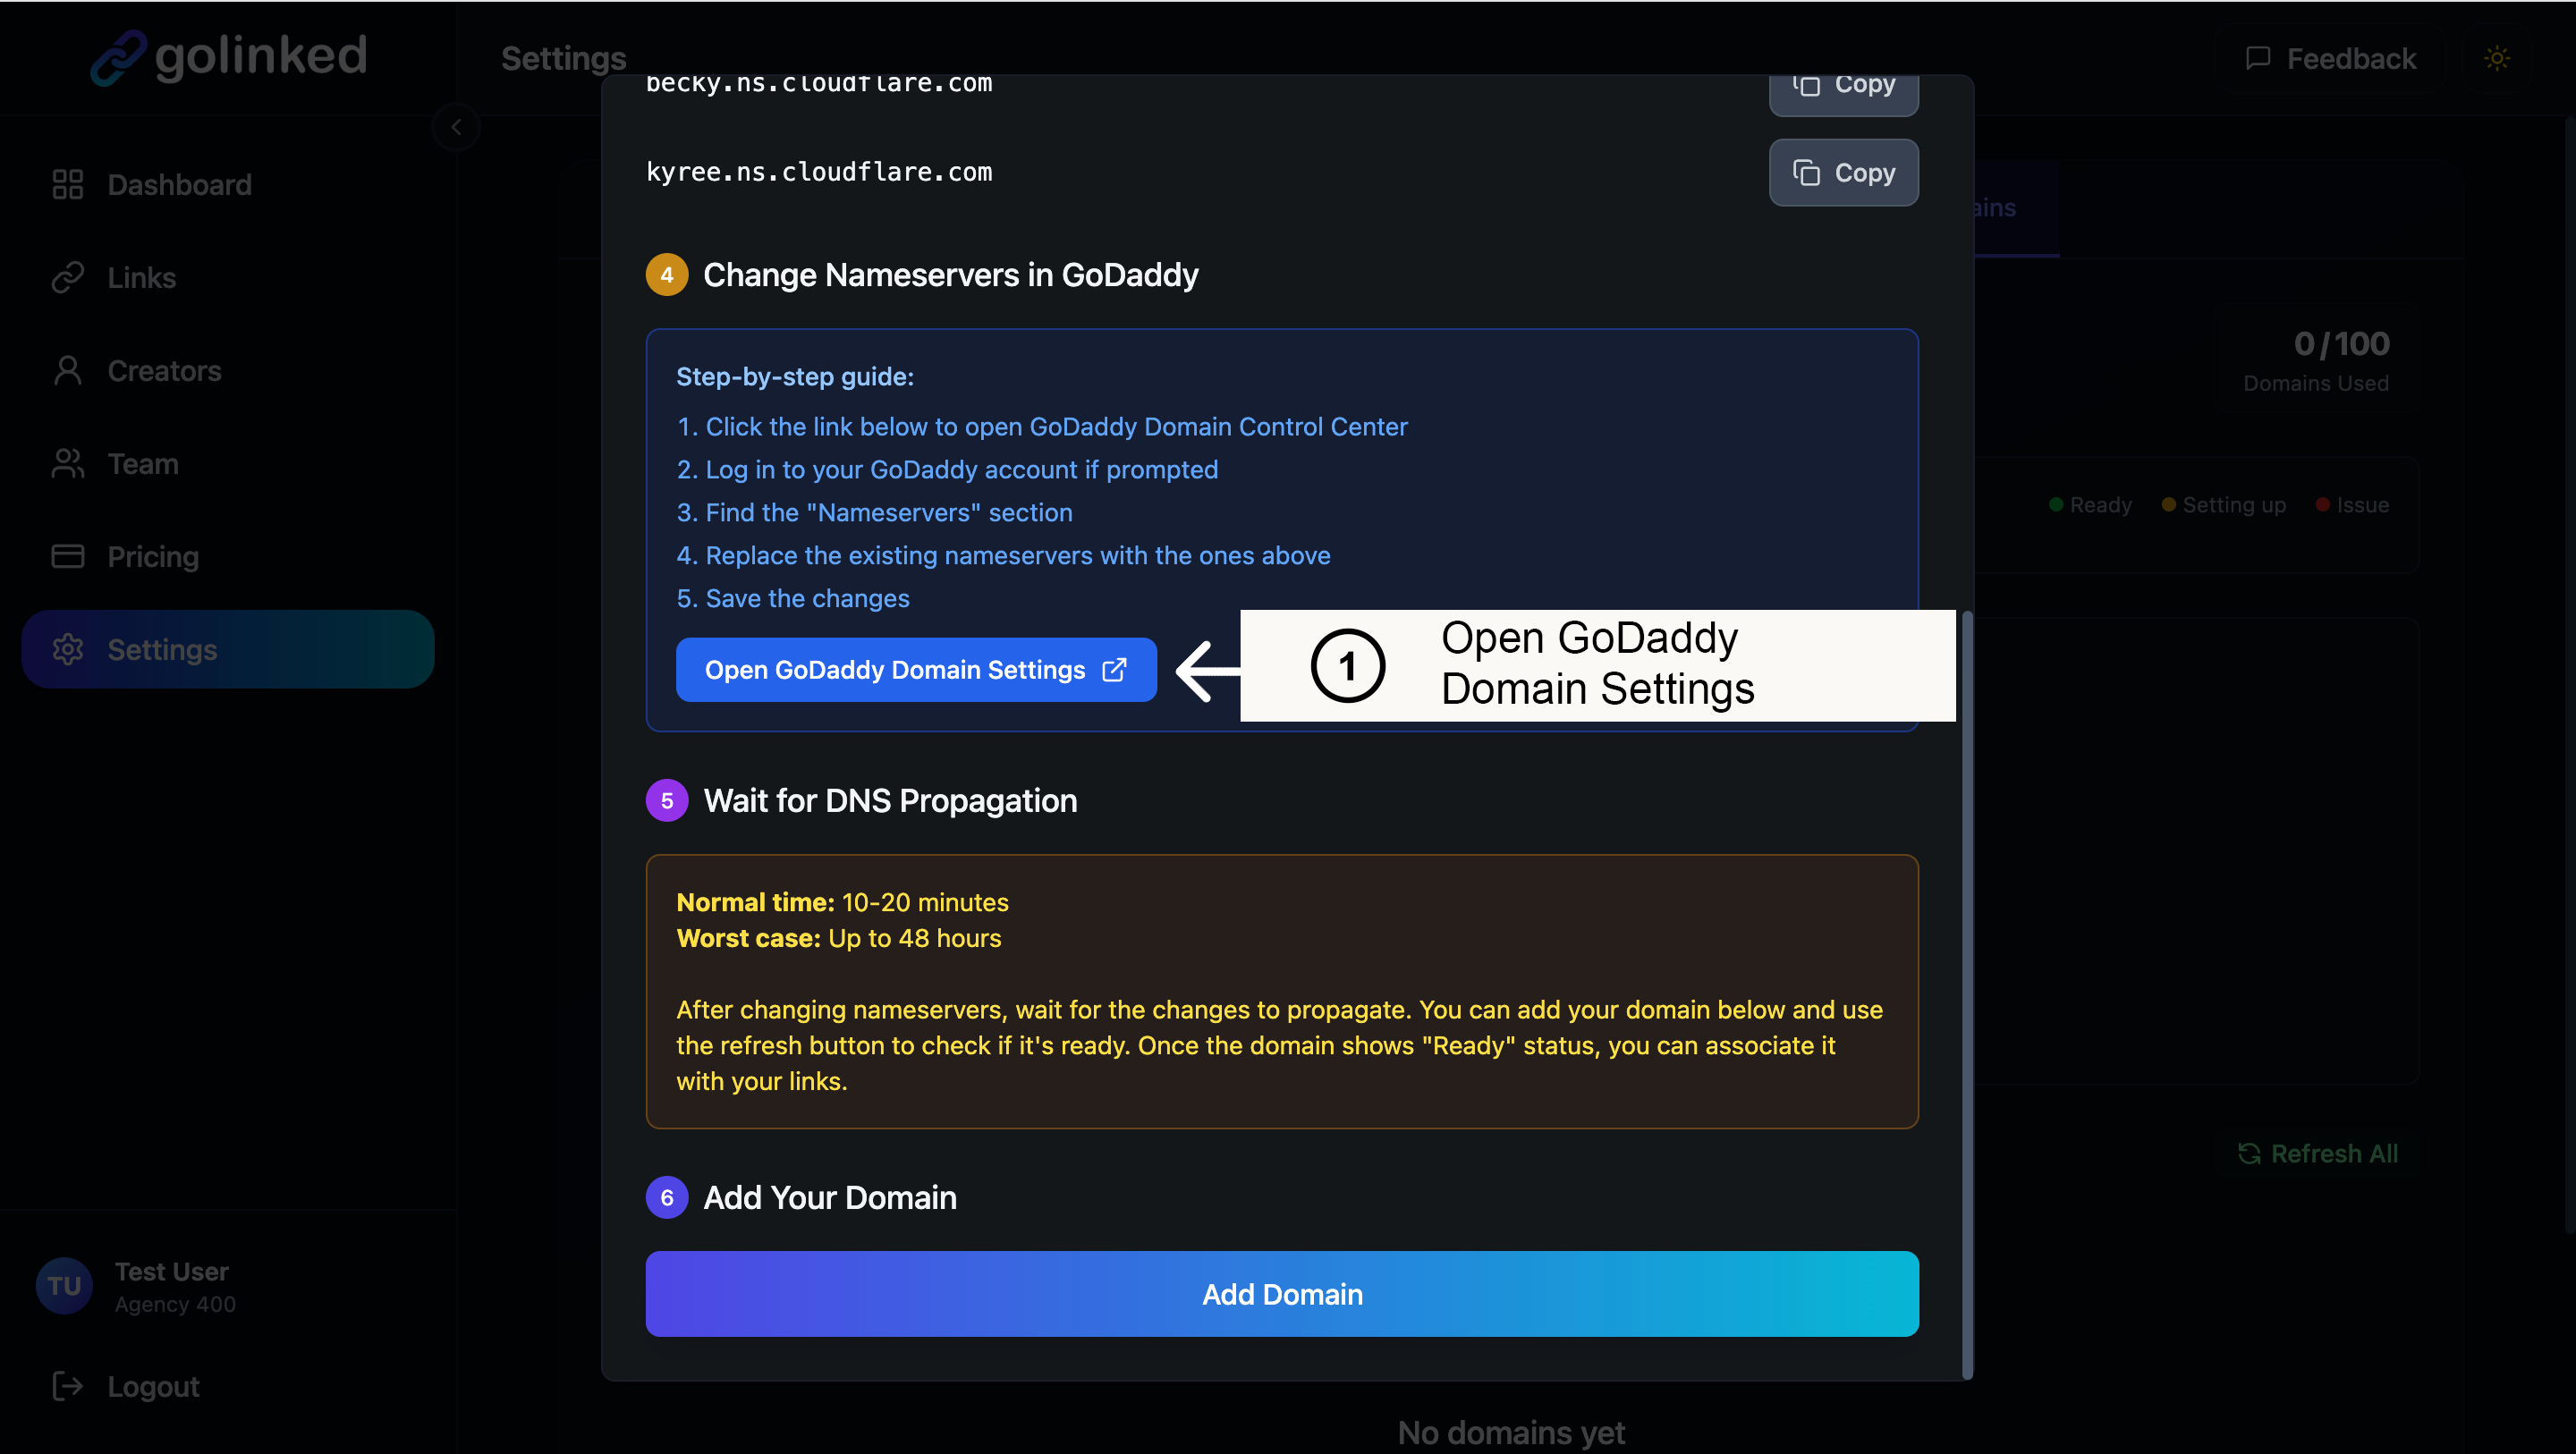 golinked
Settings
Feedback
becky.ns.cloudflare.com
Copy
kyree.ns.cloudflare.com
Copy
Dashboard
Links
Creators
Team
Pricing
Settings
4 Change Nameservers in GoDaddy
Step-by-step guide:
1. Click the link below to open GoDaddy Domain Control Center
2. Log in to your GoDaddy account if prompted
3. Find the "Nameservers" section
4. Replace the existing nameservers with the ones above
5. Save the changes
Open GoDaddy Domain Settings
1
Open GoDaddy
Domain Settings
0/100
Domains Used
Ready
Setting up
Issue
5 Wait for DNS Propagation
Normal time: 10-20 minutes
Worst case: Up to 48 hours
After changing nameservers, wait for the changes to propagate. You can add your domain below and use
the refresh button to check if it's ready. Once the domain shows "Ready" status, you can associate it
with your links.
Refresh All
6 Add Your Domain
Add Domain
TU
Test User
Agency 400
Logout
No domains yet